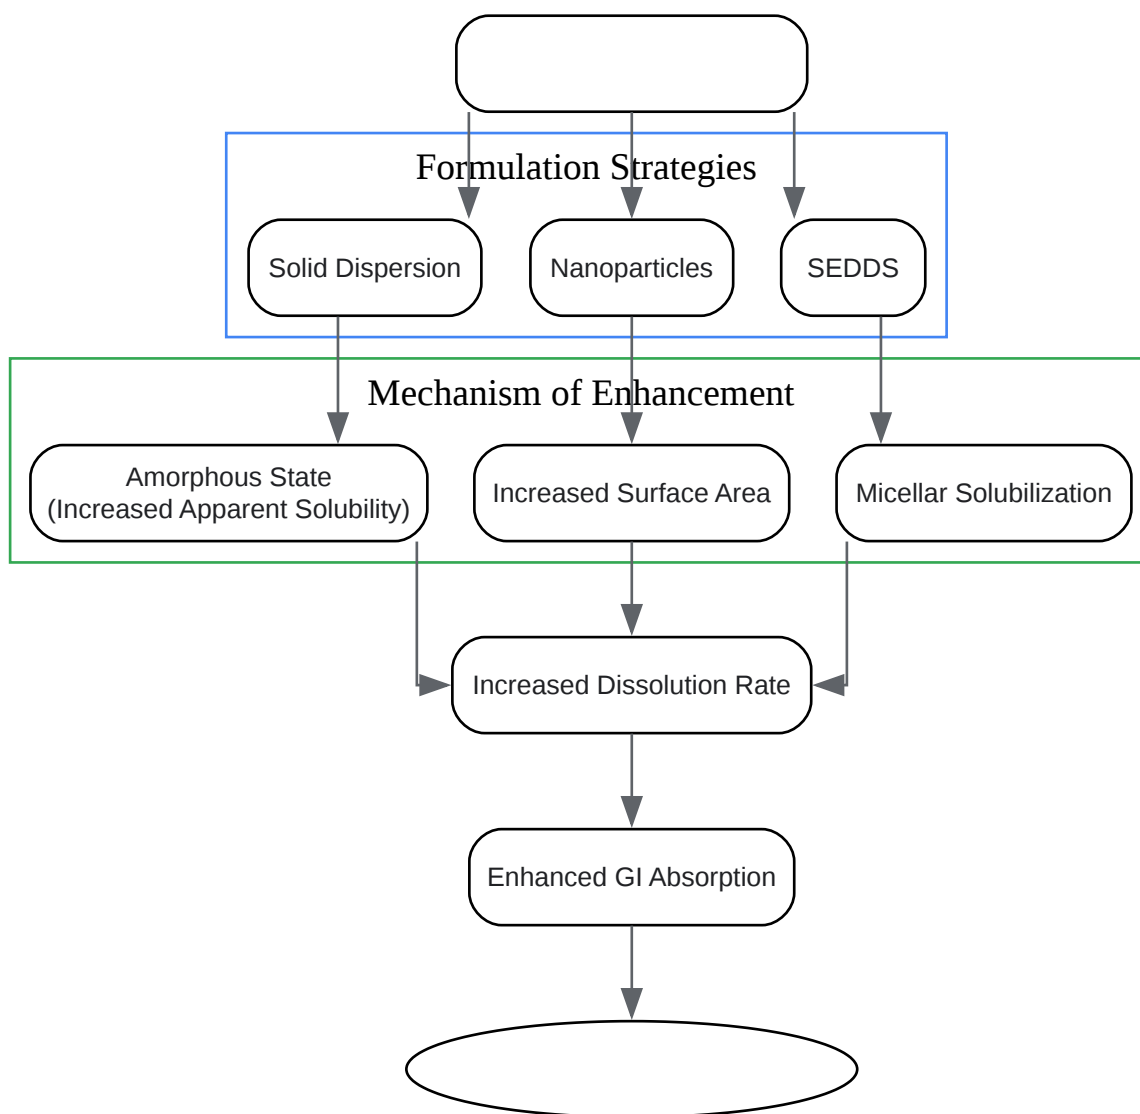 Formulation Strategies
Solid Dispersion
Nanoparticles
SEDDS
Mechanism of Enhancement
Amorphous State
(Increased Apparent Solubility)
Increased Surface Area
Micellar Solubilization
Increased Dissolution Rate
Enhanced GI Absorption